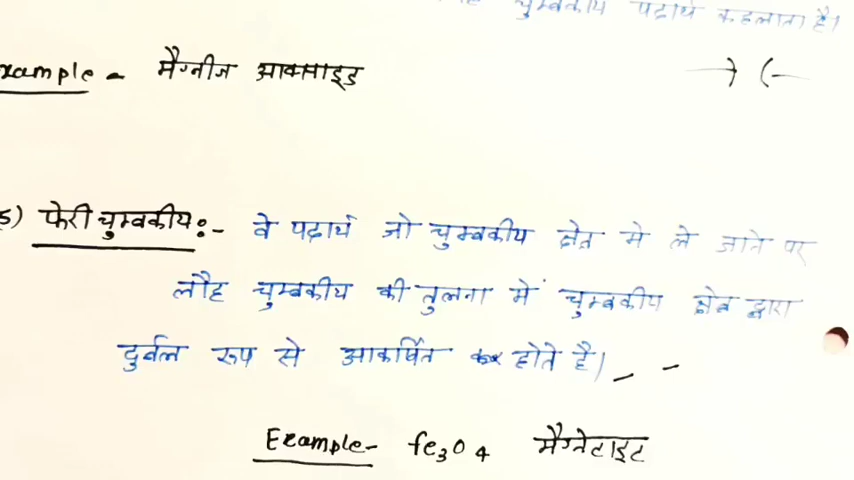 चुम्बकीय पदार्थ कहलाता है।
xample - मैग्नीज आक्साइड
5) फेरी चुम्बकीय :- वे पदार्थ जो चुम्बकीय क्षेत्र मे ले जाने पर
लौह चुम्बकीय की तुलना में चुम्बकीय क्षेत्र द्वारा
दुर्बल रूप से आकर्षित होते है।
Example - fe3O4 मैग्नेटाइट